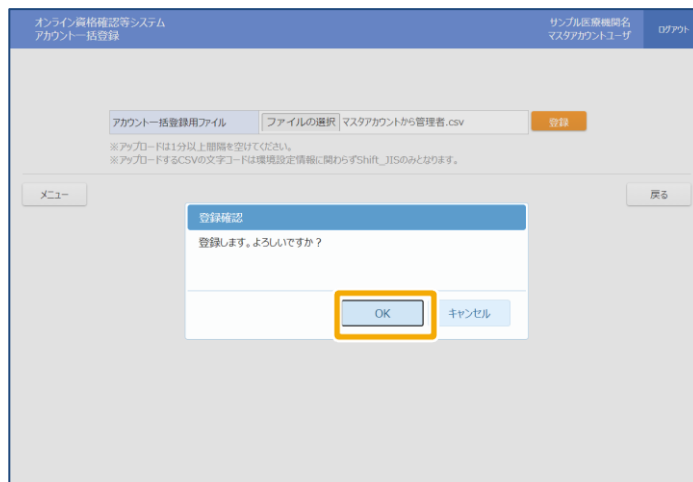 オンライン資格確認等システム
アカウント一括登録
サンプル医療機関名
マスタアカウントユーザ
ログアウト
アカウント一括登録用ファイル
ファイルの選択 マスタアカウントから管理者.csv
登録
※アップロードは1分以上間隔を空けてください。
※アップロードするCSVの文字コードは環境設定情報に関わらずShift_JISのみとなります。
メニュー
戻る
登録確認
登録します。よろしいですか？
OK
キャンセル